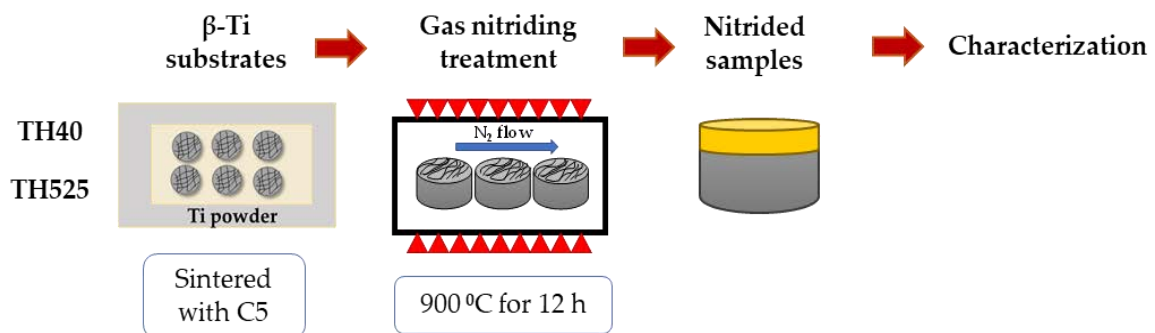 β-Ti
substrates
Gas nitriding
treatment
Nitrided
samples
Characterization
TH40
TH525
Ti powder
N₂ flow
Sintered
with C5
900 ⁰C for 12 h